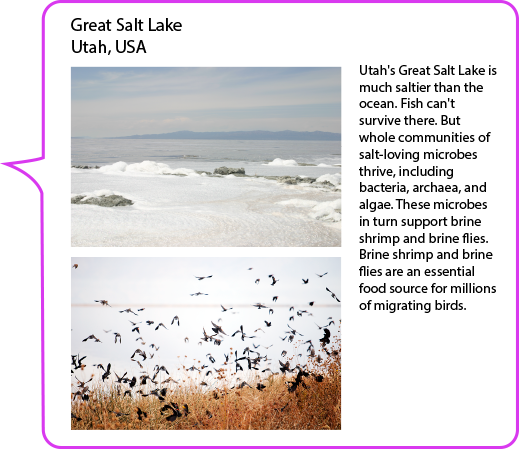 Great Salt Lake
Utah, USA
Utah's Great Salt Lake is
much saltier than the
ocean. Fish can't
survive there. But
whole communities of
salt-loving microbes
thrive, including
bacteria, archaea, and
algae. These microbes
in turn support brine
shrimp and brine flies.
Brine shrimp and brine
flies are an essential
food source for millions
of migrating birds.